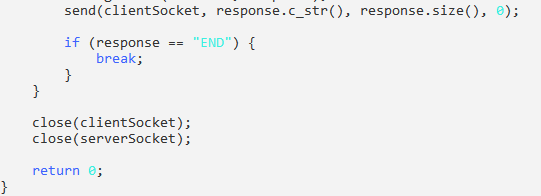 send(clientSocket, response.c_str(), response.size(), 0);
if (response == "END") {
break;
}
}
close(clientSocket);
close(serverSocket);
return 0;
}